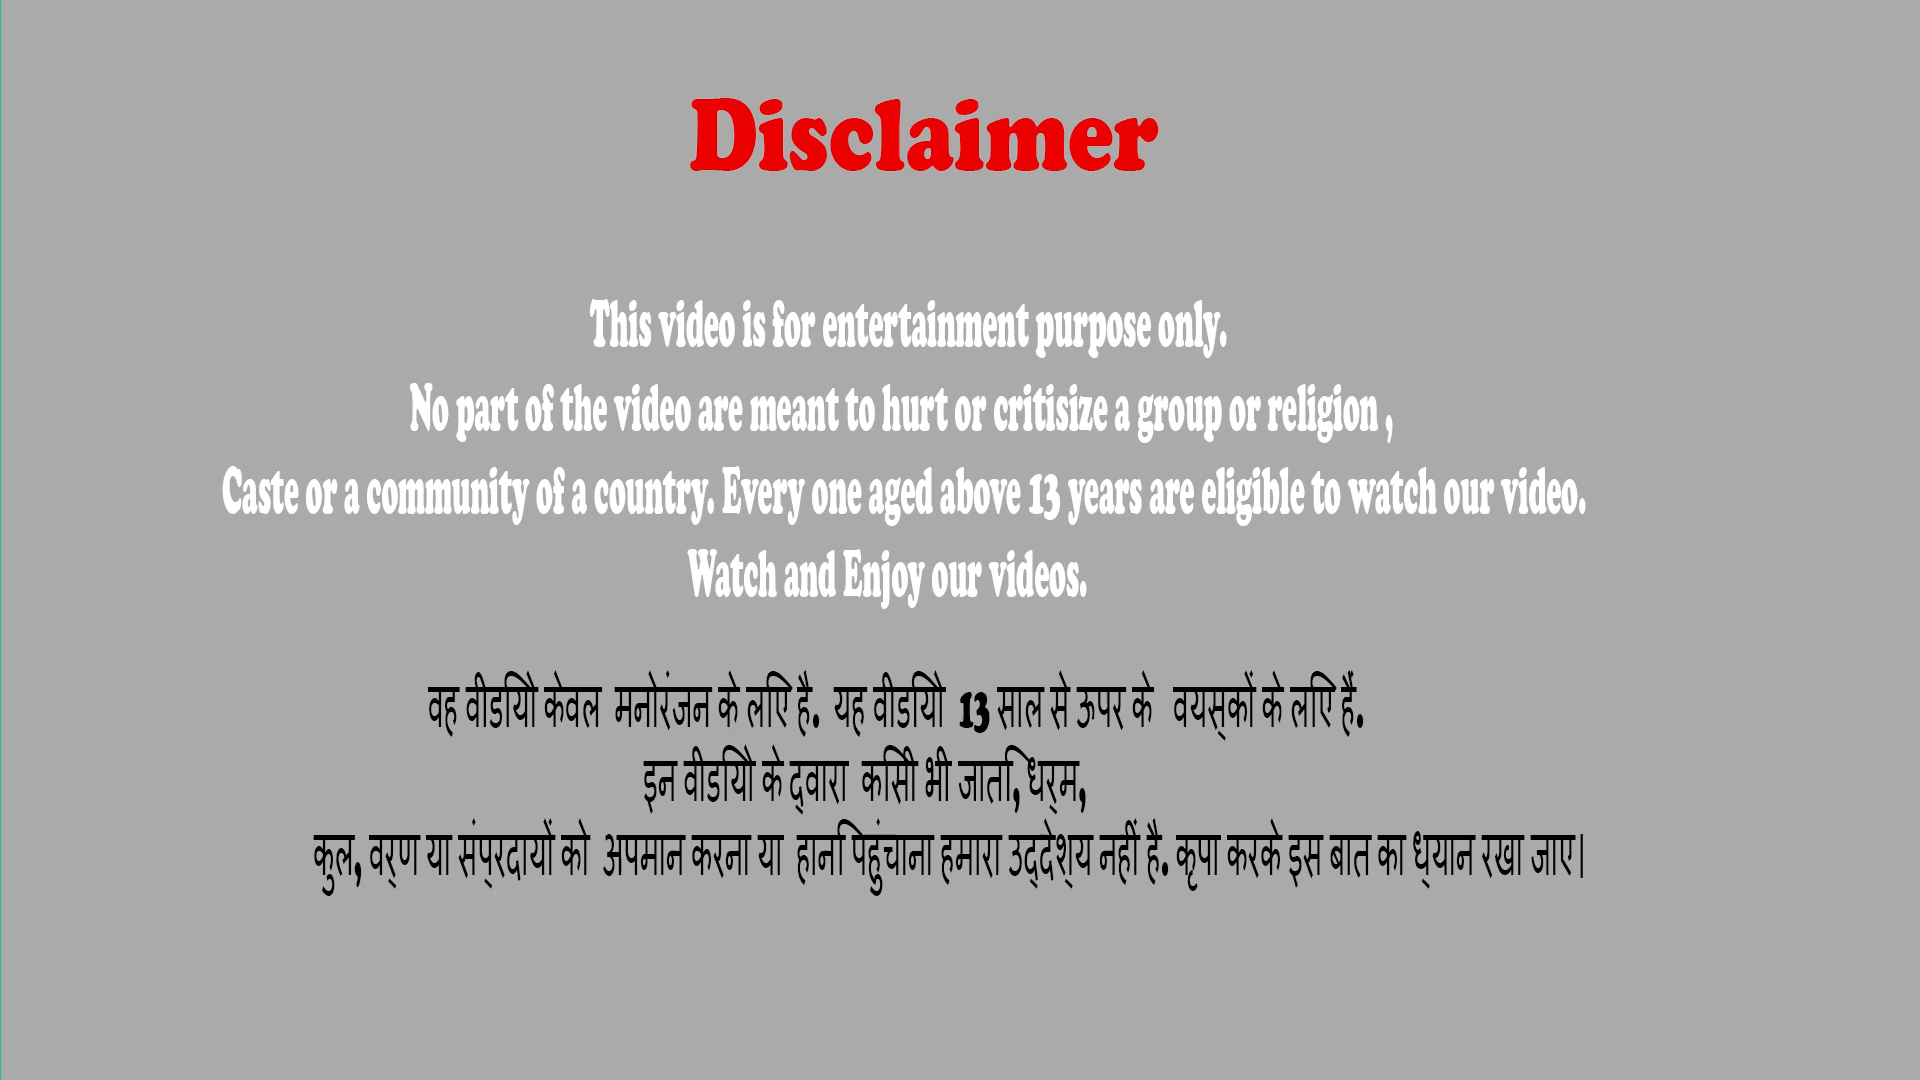 Disclaimer
This video is for entertainment purpose only.
No part of the video are meant to hurt or critisize a group or religion ,
Caste or a community of a country. Every one aged above 13 years are eligible to watch our video.
Watch and Enjoy our videos.
वह वीडियो केवल मनोरंजन के लिए है. यह वीडियो 13 साल से ऊपर के वयस्कों के लिए हैं.
इन वीडियो के द्वारा किसी भी जाति, धर्म,
कुल, वर्ण या संप्रदायों को अपमान करना या हानि पहुंचाना हमारा उद्देश्य नहीं है. कृपा करके इस बात का ध्यान रखा जाए।